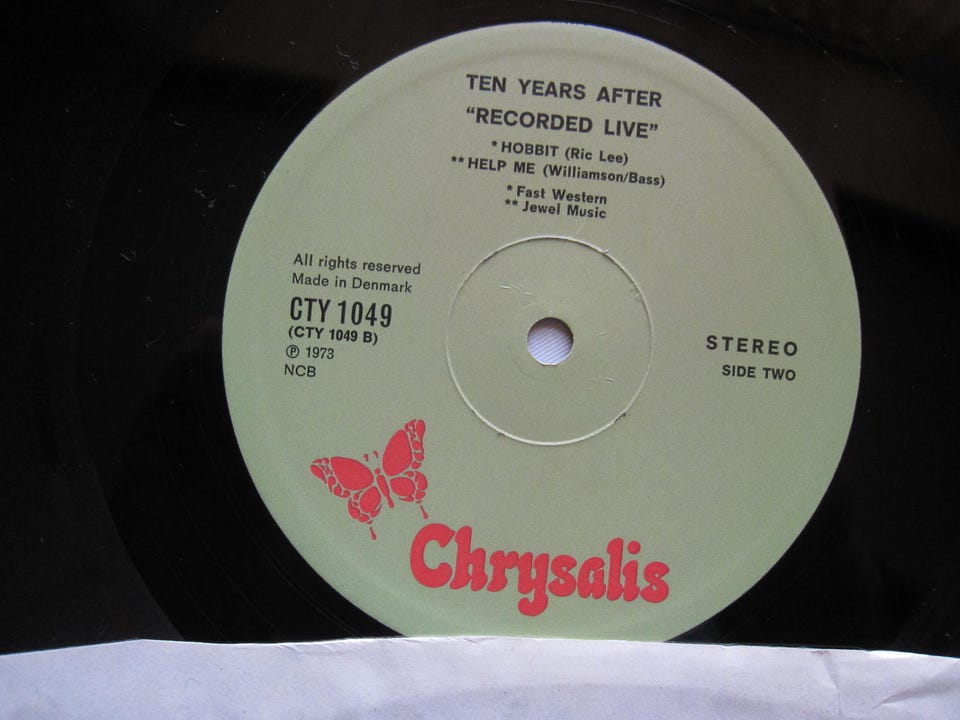 TEN YEARS AFTER
“RECORDED LIVE”
* HOBBIT (Ric Lee)
** HELP ME (Williamson/Bass)
* Fast Western
** Jewel Music
All rights reserved
Made in Denmark
CTY 1049
(CTY 1049 B)
℗ 1973
NCB
STEREO
SIDE TWO
Chrysalis